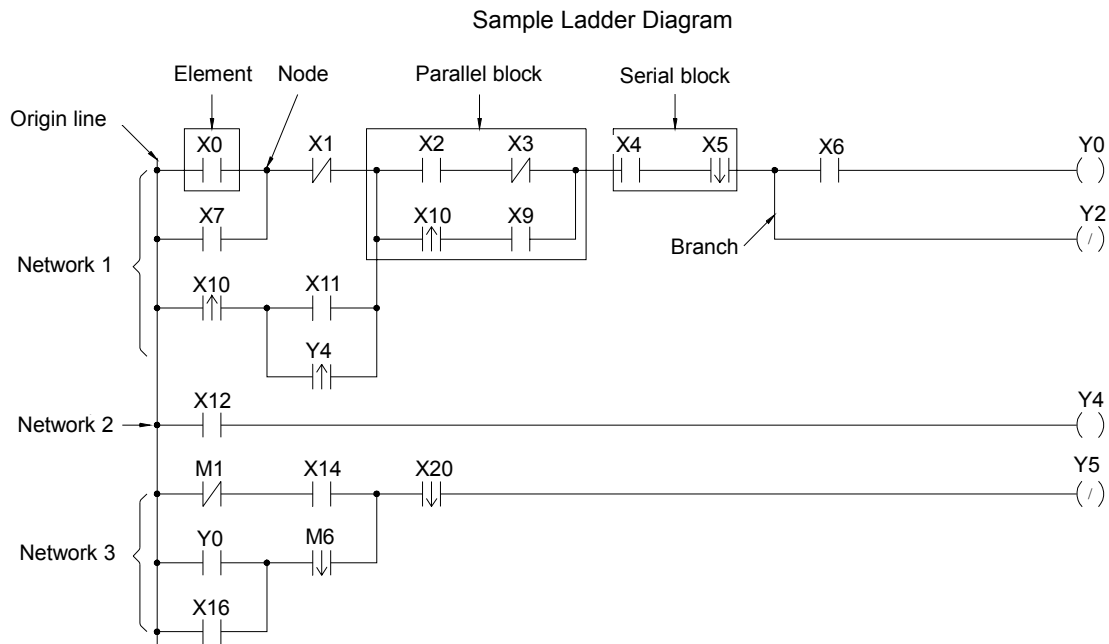 Sample Ladder Diagram
Element Node Parallel block Serial block
Origin line
X0 X1 X2 X3 X4 X5 X6 Y0
X7 X10 X9 Y2
Branch
Network 1
X10 X11
Y4
X12 Y4
Network 2
M1 X14 X20 Y5
Y0 M6
Network 3
X16